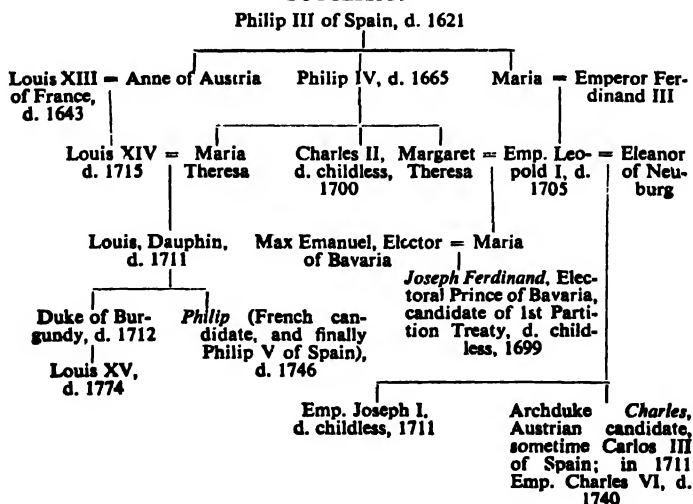 Philip III of Spain, d. 1621
Louis XIII = Anne of Austria Philip IV, d. 1665 Maria = Emperor Fer-
of France, dinand III
d. 1643
Louis XIV = Maria Charles II, Margaret = Emp. Leo- = Eleanor
d. 1715 Theresa d. childless, Theresa pold I, d. of Neu-
1700 1705 burg
Louis, Dauphin, Max Emanuel, Elector = Maria
d. 1711 of Bavaria
Joseph Ferdinand, Elec-
toral Prince of Bavaria,
candidate of 1st Parti-
tion Treaty, d. child-
less, 1699
Duke of Bur- Philip (French can-
gundy, d. 1712 didate, and finally
Philip V of Spain),
d. 1746
Louis XV,
d. 1774
Emp. Joseph I, Archduke Charles,
d. childless, 1711 Austrian candidate,
sometime Carlos III
of Spain; in 1711
Emp. Charles VI, d.
1740